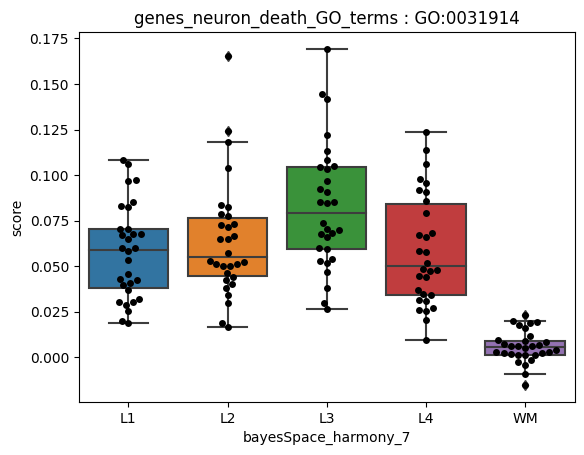 genes_neuron_death_GO_terms : GO:0031914
0.175
0.150
0.125
0.100
0.075
0.050
0.025
0.000
score
L1 L2 L3 L4 WM
bayesSpace_harmony_7